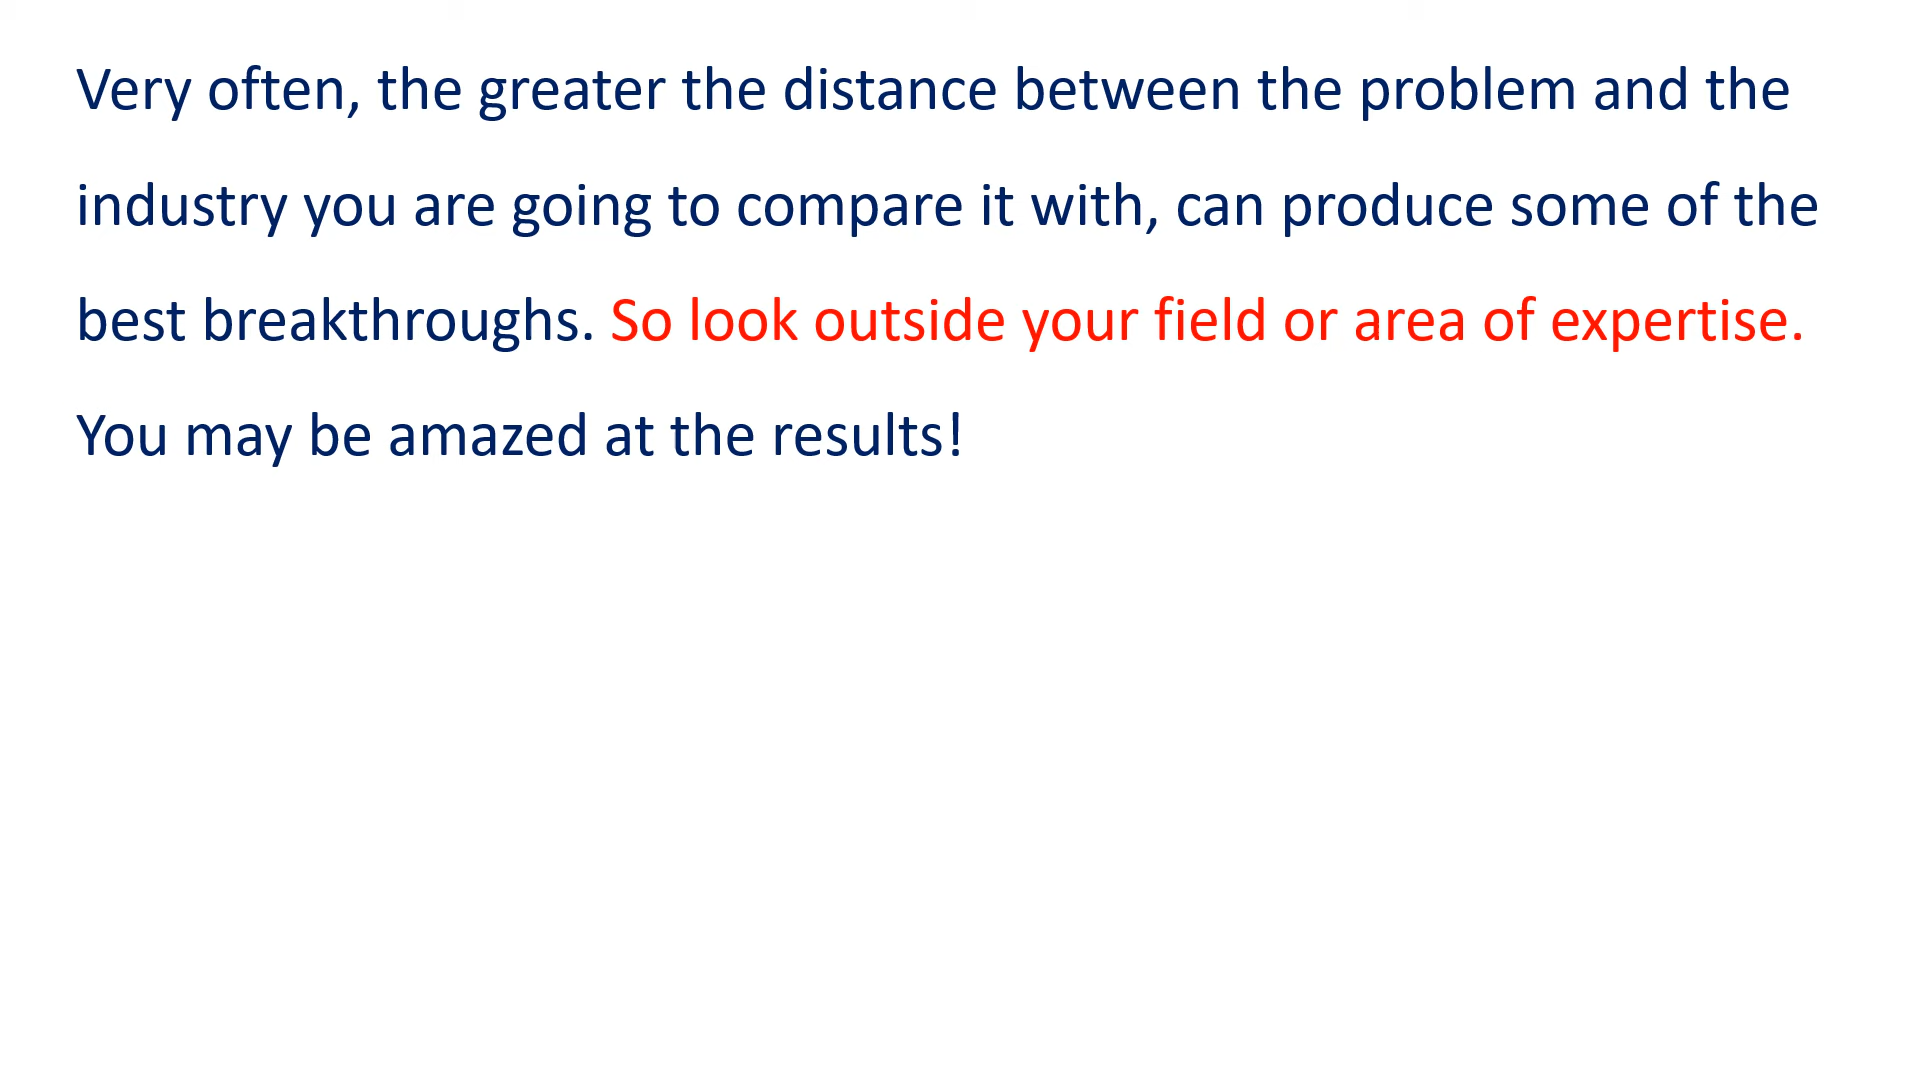 Very often, the greater the distance between the problem and the
industry you are going to compare it with, can produce some of the
best breakthroughs. So look outside your field or area of expertise.
You may be amazed at the results!